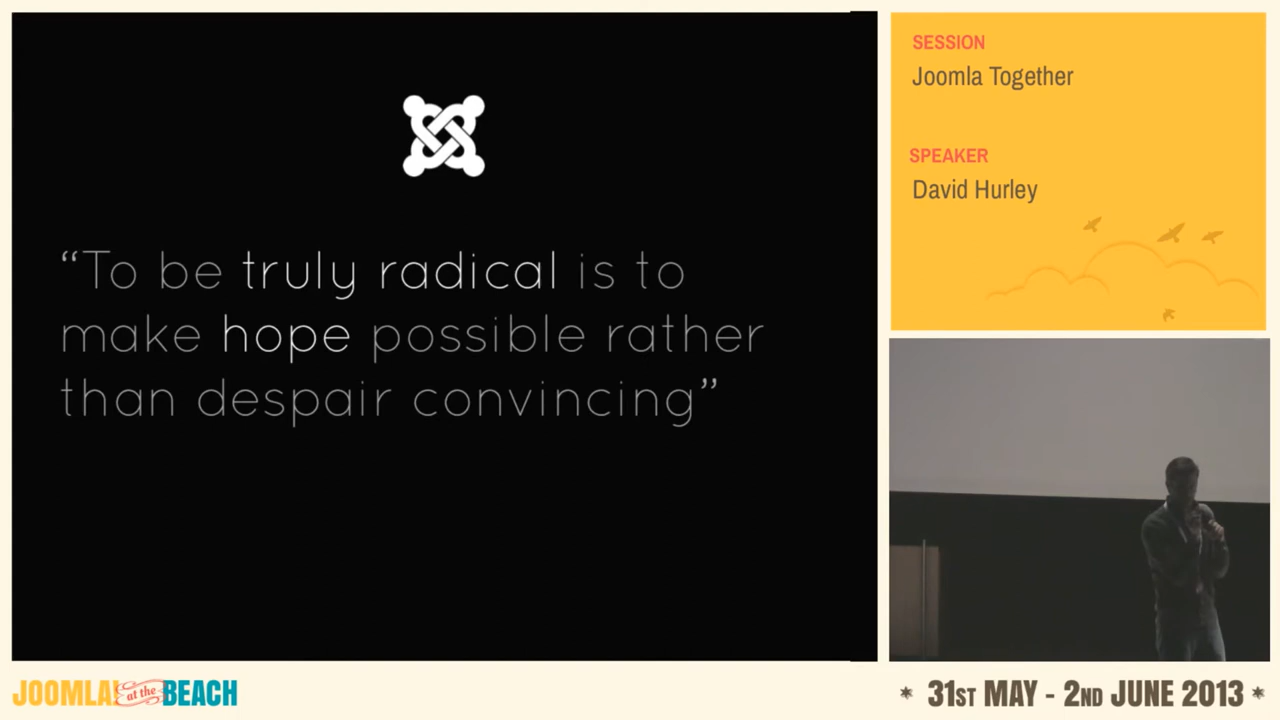 “To be truly radical is to
make hope possible rather
than despair convincing”
SESSION
Joomla Together
SPEAKER
David Hurley
JOOMLA! at the BEACH
* 31ST MAY - 2ND JUNE 2013 *